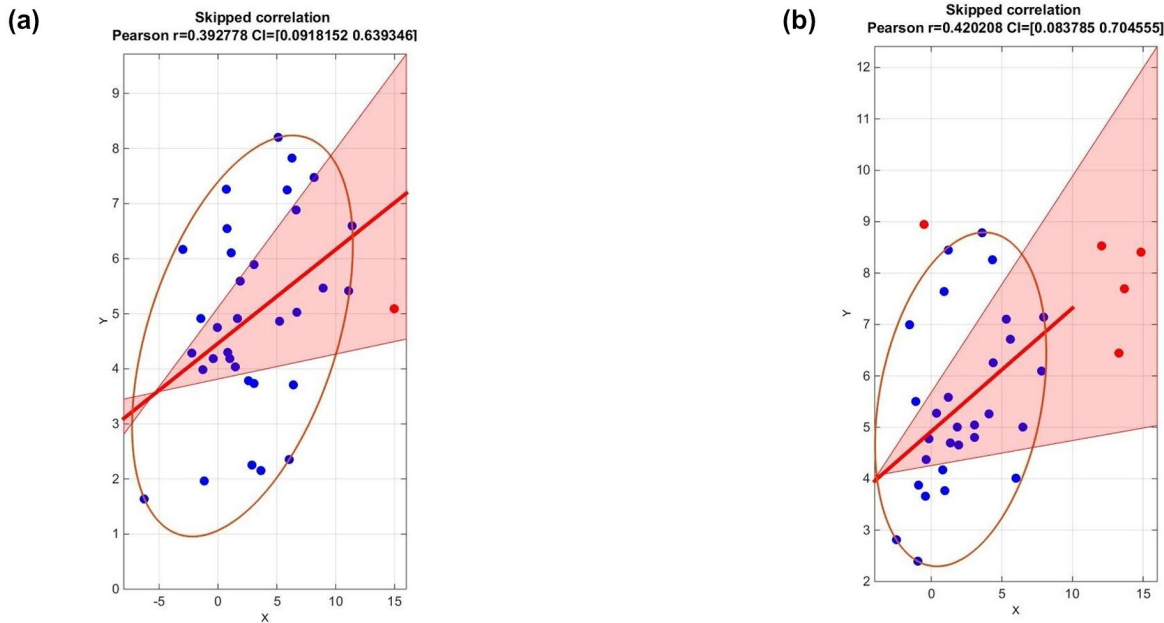 (a)
Skipped correlation
Pearson r=0.392778 CI=[0.0918152 0.639346]
9
8
7
6
5
4
3
2
1
0
Y
-5 0 5 10 15
X
(b)
Skipped correlation
Pearson r=0.420208 CI=[0.083785 0.704555]
12
11
10
9
8
7
6
5
4
3
2
Y
0 5 10 15
X